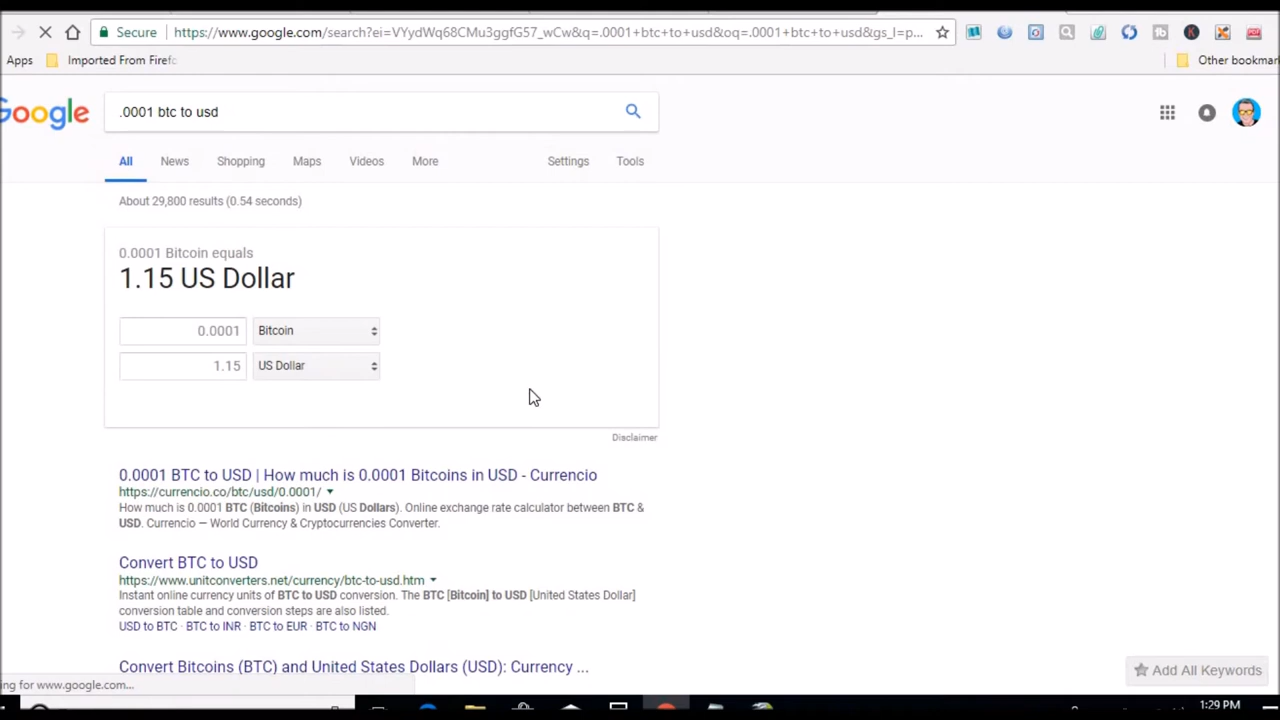 Secure https://www.google.com/search?ei=VYydWq68CMu3ggfG57_wCw&q=.0001+btc+to+usd&oq=.0001+btc+to+usd&gs_l=p...
Apps Imported From Firefo Other bookmar
Google .0001 btc to usd
All News Shopping Maps Videos More Settings Tools
About 29,800 results (0.54 seconds)
0.0001 Bitcoin equals
1.15 US Dollar
0.0001 Bitcoin
1.15 US Dollar
Disclaimer
0.0001 BTC to USD | How much is 0.0001 Bitcoins in USD - Currencio
https://currencio.co/btc/usd/0.0001/
How much is 0.0001 BTC (Bitcoins) in USD (US Dollars). Online exchange rate calculator between BTC &
USD. Currencio — World Currency & Cryptocurrencies Converter.
Convert BTC to USD
https://www.unitconverters.net/currency/btc-to-usd.htm
Instant online currency units of BTC to USD conversion. The BTC [Bitcoin] to USD [United States Dollar]
conversion table and conversion steps are also listed.
USD to BTC · BTC to INR · BTC to EUR · BTC to NGN
Convert Bitcoins (BTC) and United States Dollars (USD): Currency ...
Add All Keywords
ing for www.google.com...
1:29 PM